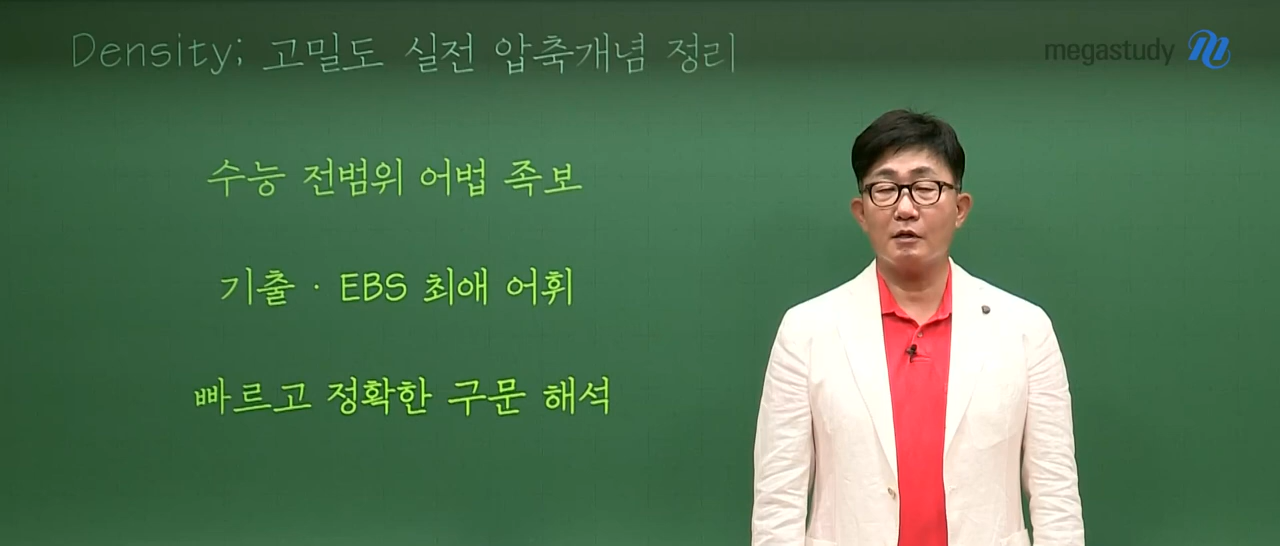 Density; 고밀도 실전 압축개념 정리
megastudy
수능 전범위 어법 족보
기출 · EBS 최애 어휘
빠르고 정확한 구문 해석